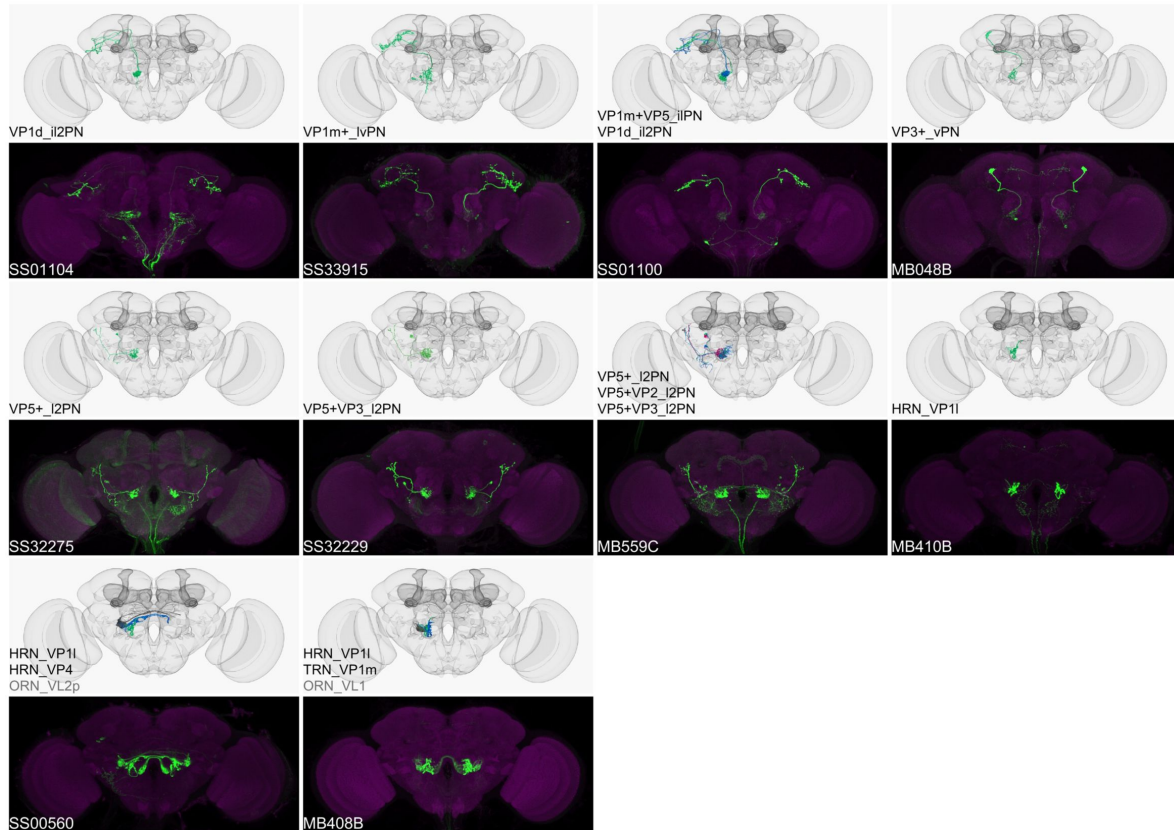 VP1d_il2PN
VP1m+_lvPN
VP1m+VP5_ilPN
VP1d_il2PN
VP3+_vPN
SS01104
SS33915
SS01100
MB048B
VP5+_l2PN
VP5+VP3_l2PN
VP5+_l2PN
VP5+VP2_l2PN
VP5+VP3_l2PN
HRN_VP1l
SS32275
SS32229
MB559C
MB410B
HRN_VP1l
HRN_VP4
ORN_VL2p
HRN_VP1l
TRN_VP1m
ORN_VL1
SS00560
MB408B